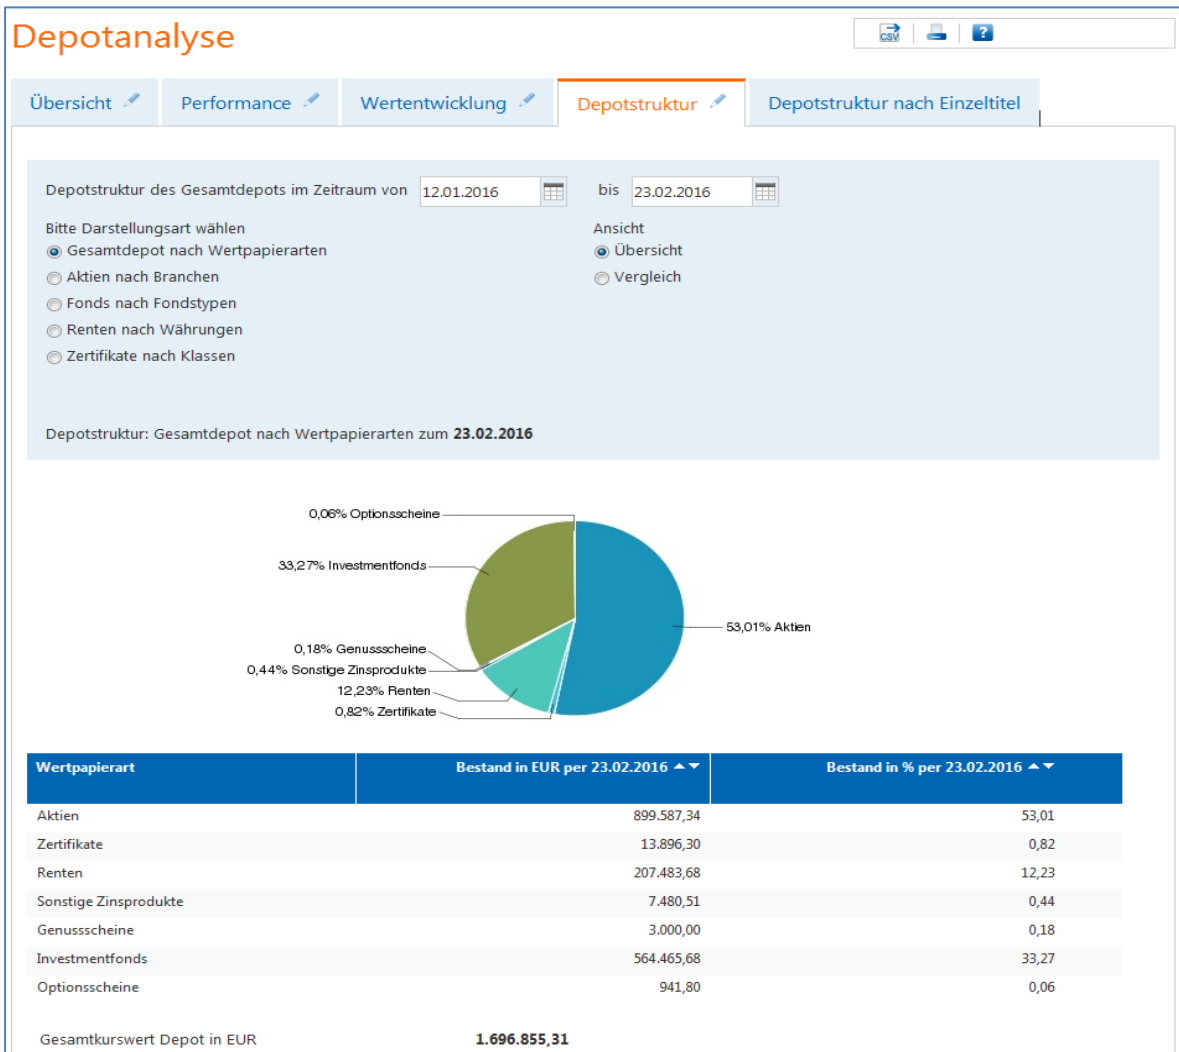 Depotanalyse
CSV ?
Übersicht Performance Wertentwicklung Depotstruktur Depotstruktur nach Einzeltitel
Depotstruktur des Gesamtdepots im Zeitraum von 12.01.2016 bis 23.02.2016
Bitte Darstellungsart wählen Ansicht
Gesamtdepot nach Wertpapierarten Übersicht
Aktien nach Branchen Vergleich
Fonds nach Fondstypen
Renten nach Währungen
Zertifikate nach Klassen
Depotstruktur: Gesamtdepot nach Wertpapierarten zum 23.02.2016
0,06% Optionsscheine
33,27% Investmentfonds
53,01% Aktien
0,18% Genussscheine
0,44% Sonstige Zinsprodukte
12,23% Renten
0,82% Zertifikate
Wertpapierart Bestand in EUR per 23.02.2016 Bestand in % per 23.02.2016
Aktien 899.587,34 53,01
Zertifikate 13.896,30 0,82
Renten 207.483,68 12,23
Sonstige Zinsprodukte 7.480,51 0,44
Genussscheine 3.000,00 0,18
Investmentfonds 564.465,68 33,27
Optionsscheine 941,80 0,06
Gesamtkurswert Depot in EUR 1.696.855,31